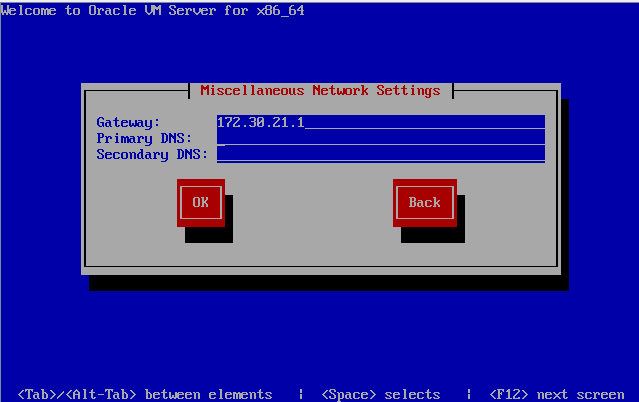 Welcome to Oracle VM Server for x86_64
Miscellaneous Network Settings
Gateway: 172.30.21.1
Primary DNS:
Secondary DNS:
OK Back
<Tab>/<Alt-Tab> between elements | <Space> selects | <F12> next screen